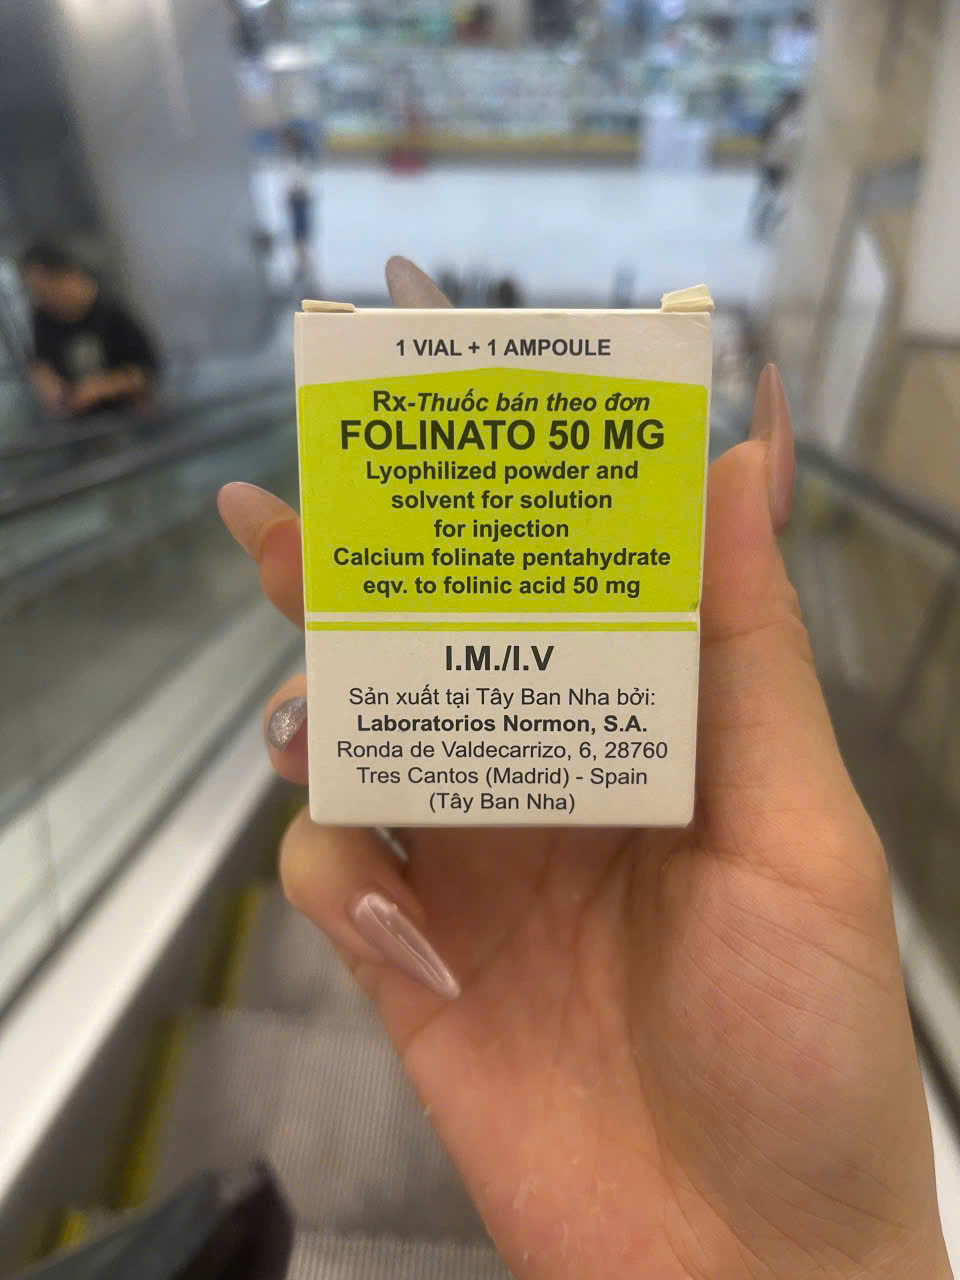 1 VIAL + 1 AMPOULE
Rx-Thuốc bán theo đơn
FOLINATO 50 MG
Lyophilized powder and
solvent for solution
for injection
Calcium folinate pentahydrate
eqv. to folinic acid 50 mg
I.M./I.V
Sản xuất tại Tây Ban Nha bởi:
Laboratorios Normon, S.A.
Ronda de Valdecarrizo, 6, 28760
Tres Cantos (Madrid) - Spain
(Tây Ban Nha)